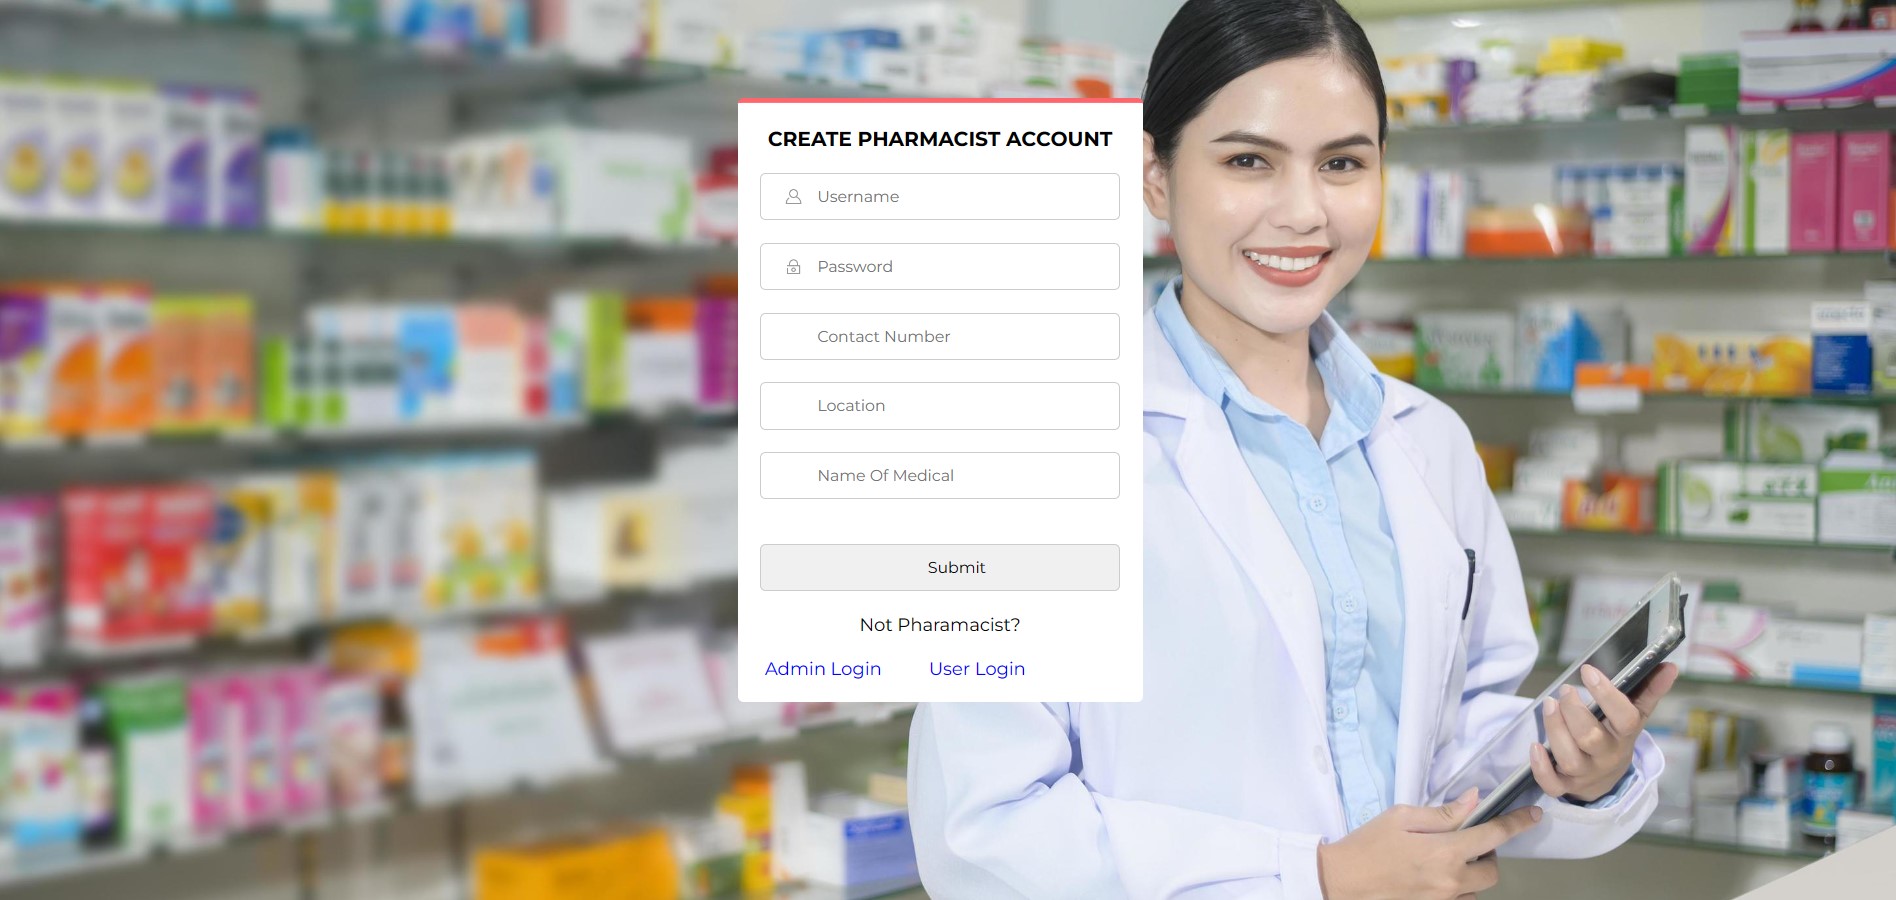 CREATE PHARMACIST ACCOUNT
Username
Password
Contact Number
Location
Name Of Medical
Submit
Not Pharamacist?
Admin Login User Login